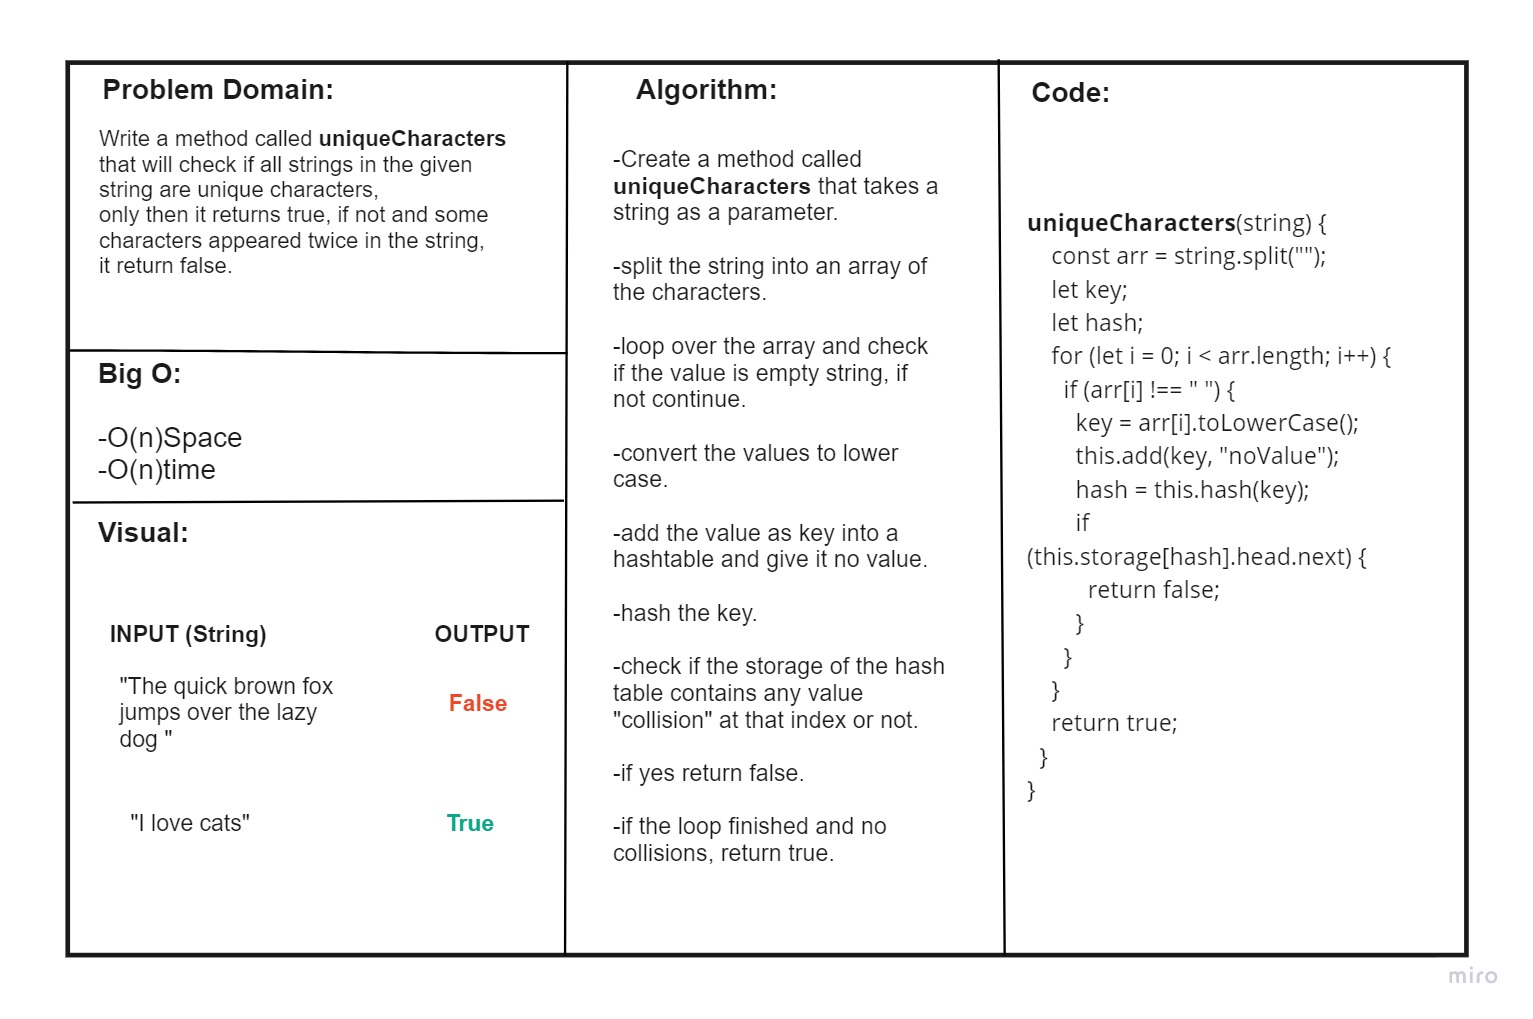 Problem Domain:
Write a method called uniqueCharacters
that will check if all strings in the given
string are unique characters,
only then it returns true, if not and some
characters appeared twice in the string,
it return false.
Big O:
-O(n)Space
-O(n)time
Visual:
INPUT (String) OUTPUT
"The quick brown fox
jumps over the lazy
dog "
False
"I love cats" True
Algorithm:
-Create a method called
uniqueCharacters that takes a
string as a parameter.
-split the string into an array of
the characters.
-loop over the array and check
if the value is empty string, if
not continue.
-convert the values to lower
case.
-add the value as key into a
hashtable and give it no value.
-hash the key.
-check if the storage of the hash
table contains any value
"collision" at that index or not.
-if yes return false.
-if the loop finished and no
collisions, return true.
Code:
uniqueCharacters(string) {
const arr = string.split("");
let key;
let hash;
for (let i = 0; i < arr.length; i++) {
if (arr[i] !== " ") {
key = arr[i].toLowerCase();
this.add(key, "noValue");
hash = this.hash(key);
if
(this.storage[hash].head.next) {
return false;
}
}
}
return true;
}
}
miro